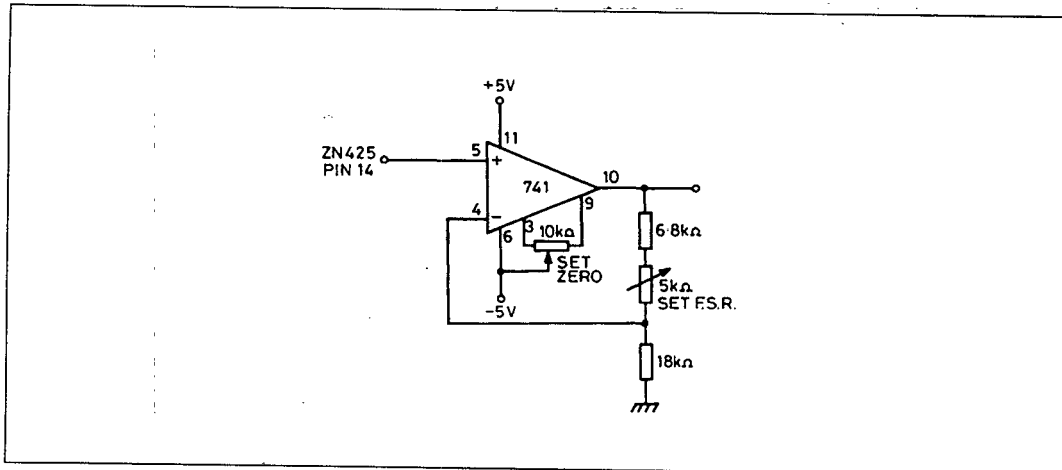 +5V
11
ZN425
PIN 14
5
+
741
10
4
−
9
3
10kΩ
6
SET
ZERO
−5V
6·8kΩ
5kΩ
SET F.S.R.
18kΩ